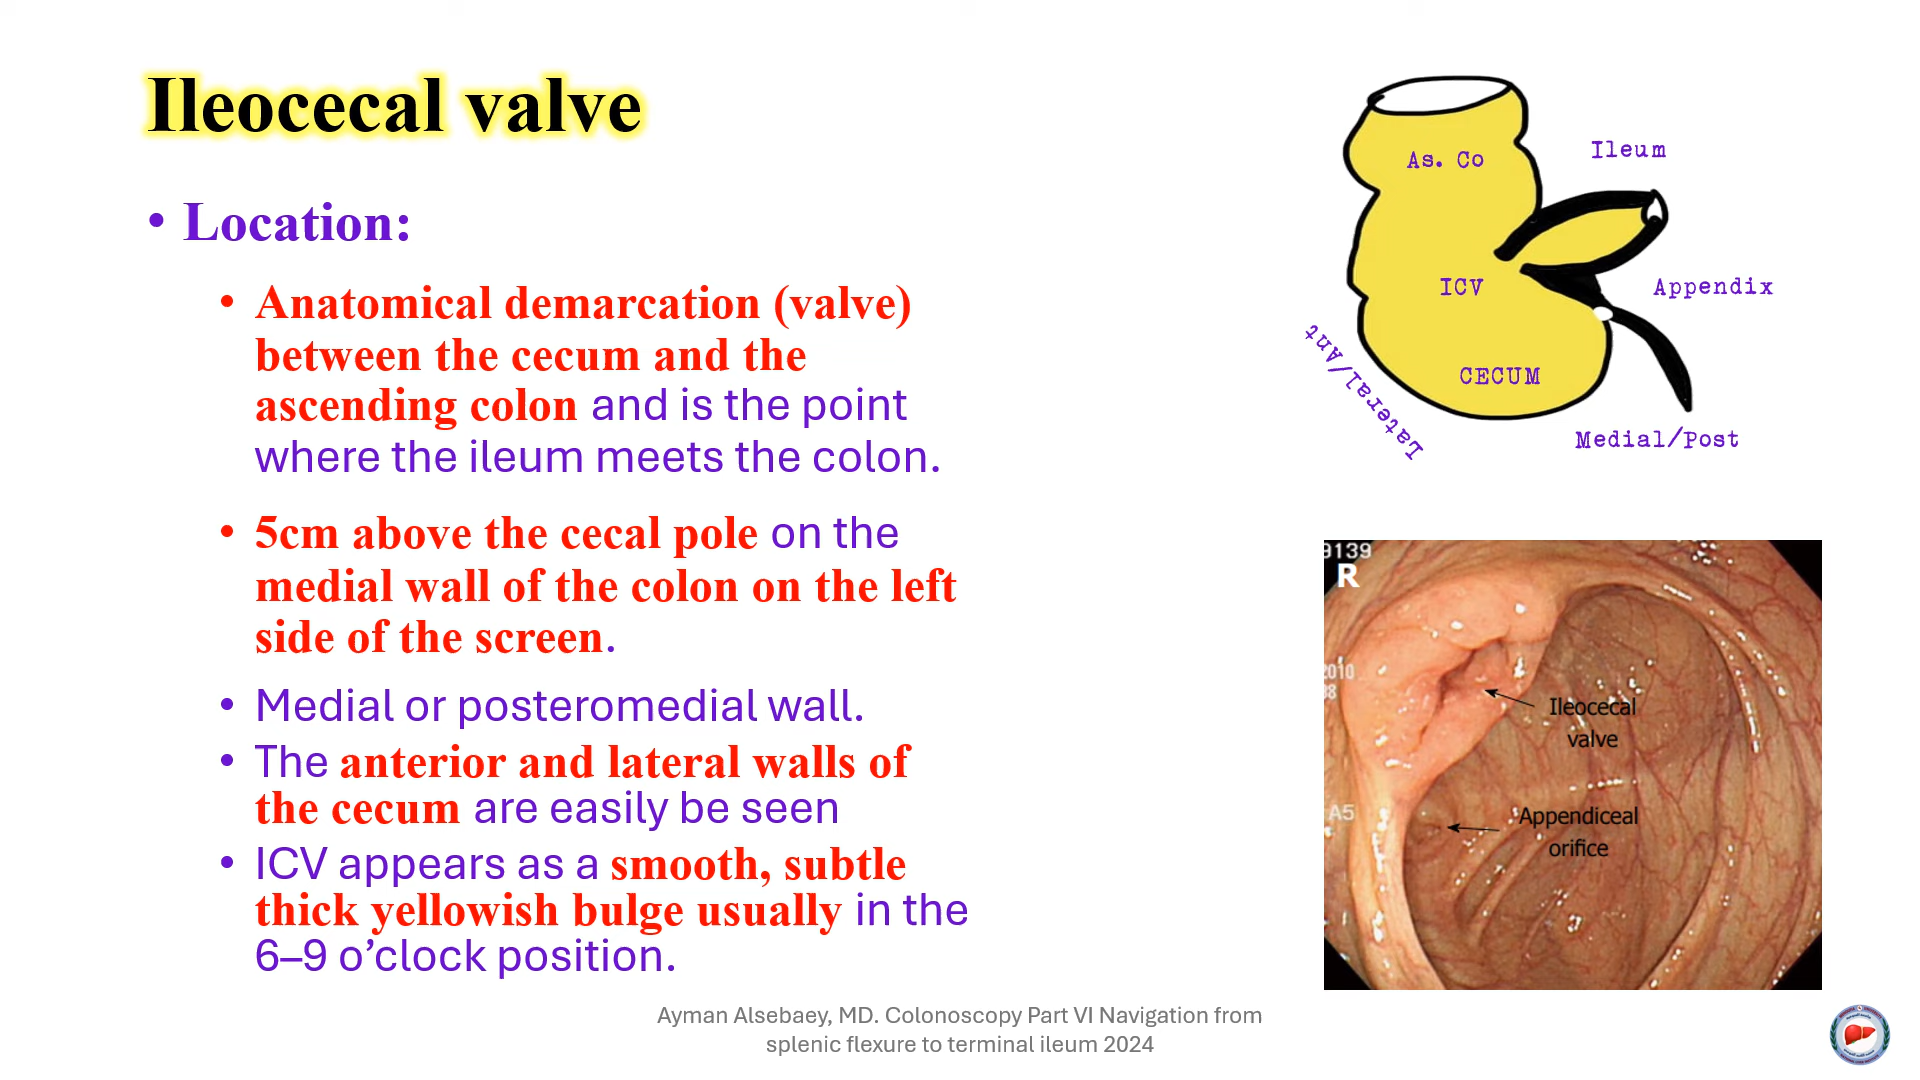 Ileocecal valve
• Location:
• Anatomical demarcation (valve)
between the cecum and the
ascending colon and is the point
where the ileum meets the colon.
• 5cm above the cecal pole on the
medial wall of the colon on the left
side of the screen.
• Medial or posteromedial wall.
• The anterior and lateral walls of
the cecum are easily be seen
• ICV appears as a smooth, subtle
thick yellowish bulge usually in the
6–9 o’clock position.
As. Co
Ileum
ICV
Appendix
Lateral/Ant
CECUM
Medial/Post
9139
R
2010
Ileocecal
valve
A5
Appendiceal
orifice
Ayman Alsebaey, MD. Colonoscopy Part VI Navigation from
splenic flexure to terminal ileum 2024